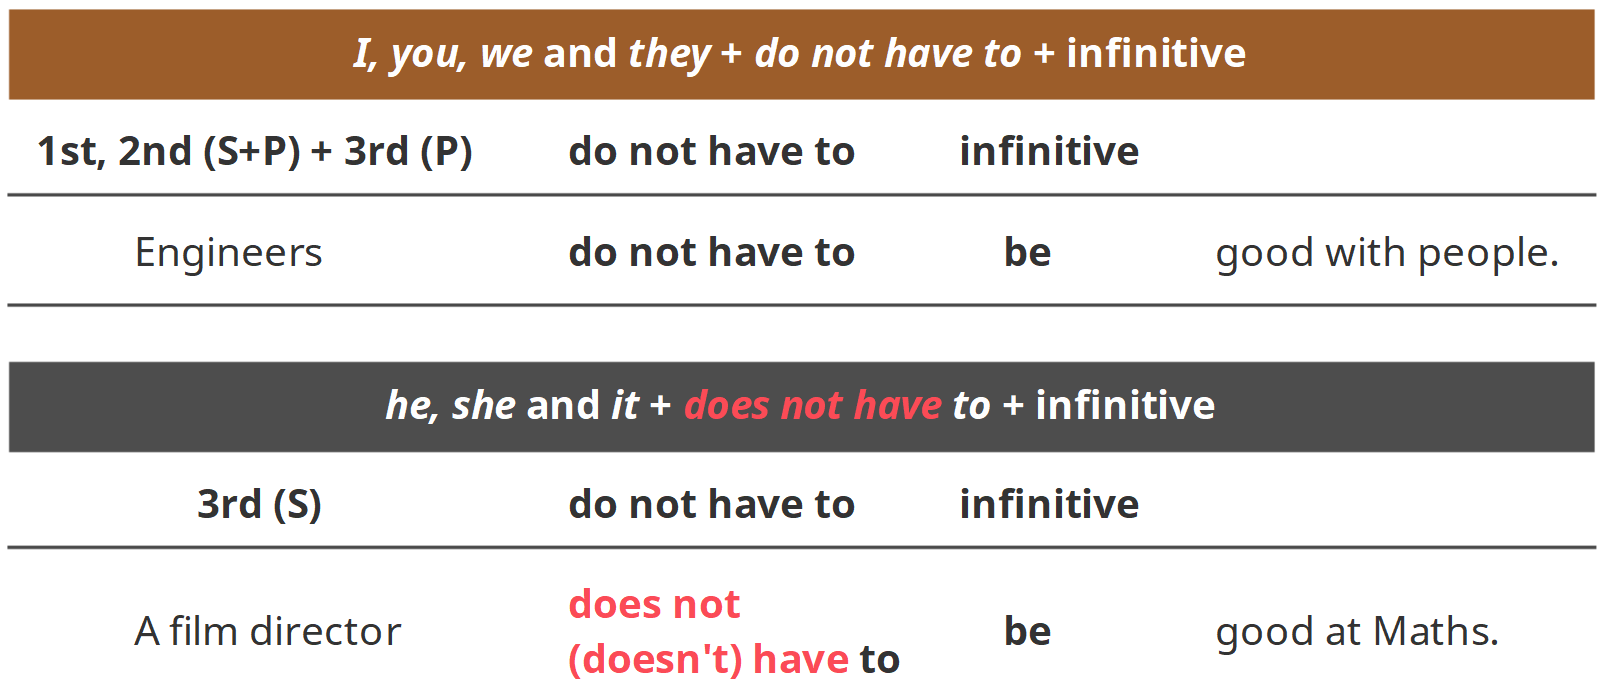 I, you, we and they + do not have to + infinitive
1st, 2nd (S+P) + 3rd (P) do not have to infinitive
Engineers do not have to be good with people.
he, she and it + does not have to + infinitive
3rd (S) do not have to infinitive
A film director does not (doesn't) have to be good at Maths.